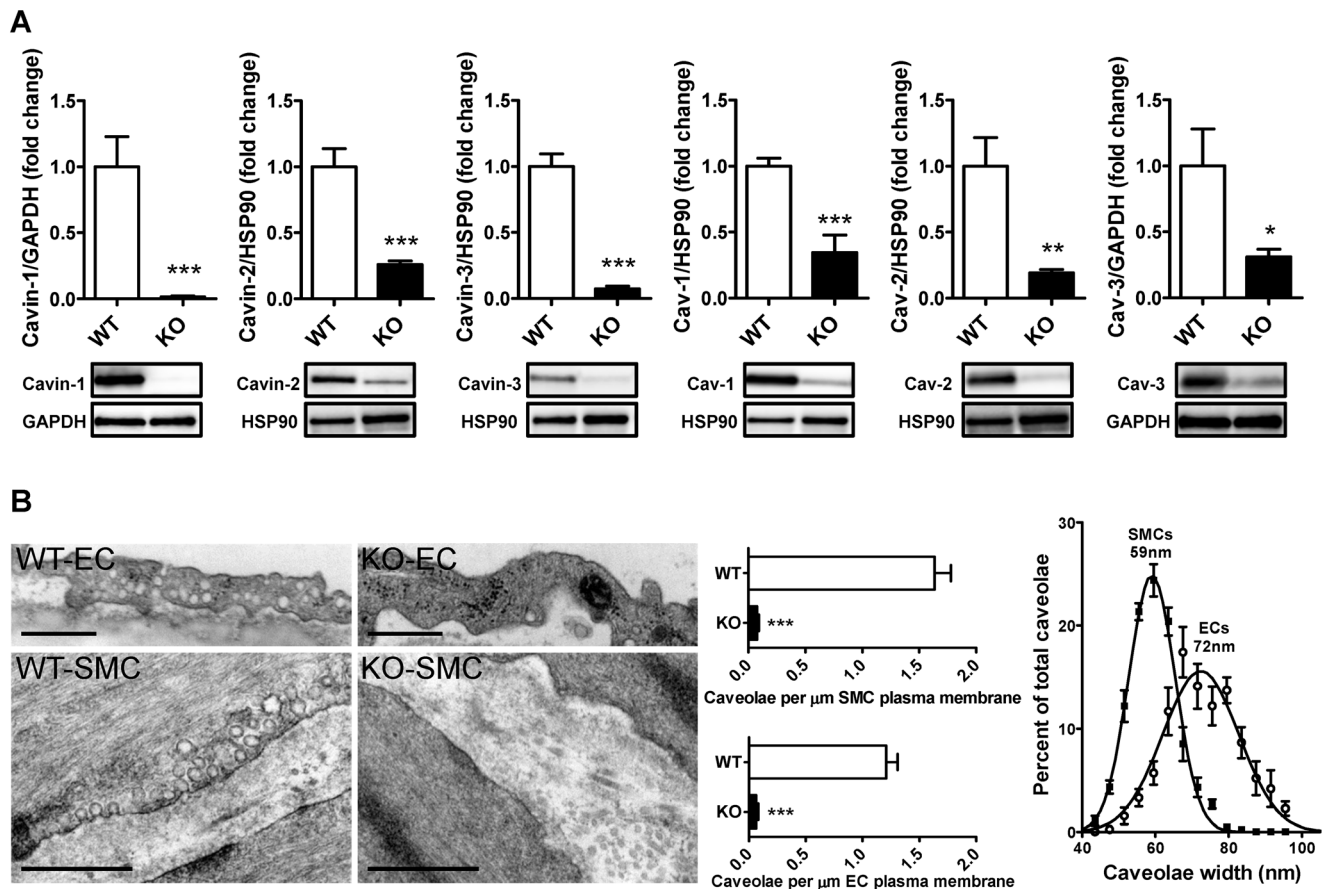 A
Cavin-1/GAPDH (fold change)
1.5
1.0
0.5
0.0
***
WT
KO
Cavin-1
GAPDH
Cavin-2/HSP90 (fold change)
1.5
1.0
0.5
0.0
***
WT
KO
Cavin-2
HSP90
Cavin-3/HSP90 (fold change)
1.5
1.0
0.5
0.0
***
WT
KO
Cavin-3
HSP90
Cav-1/HSP90 (fold change)
1.5
1.0
0.5
0.0
***
WT
KO
Cav-1
HSP90
Cav-2/HSP90 (fold change)
1.5
1.0
0.5
0.0
**
WT
KO
Cav-2
HSP90
Cav-3/GAPDH (fold change)
1.5
1.0
0.5
0.0
*
WT
KO
Cav-3
GAPDH
B
WT-EC
KO-EC
WT-SMC
KO-SMC
WT
KO
***
0.0
0.5
1.0
1.5
2.0
Caveolae per μm SMC plasma membrane
WT
KO
***
0.0
0.5
1.0
1.5
2.0
Caveolae per μm EC plasma membrane
Percent of total caveolae
30
20
10
0
SMCs
59nm
ECs
72nm
40
60
80
100
Caveolae width (nm)